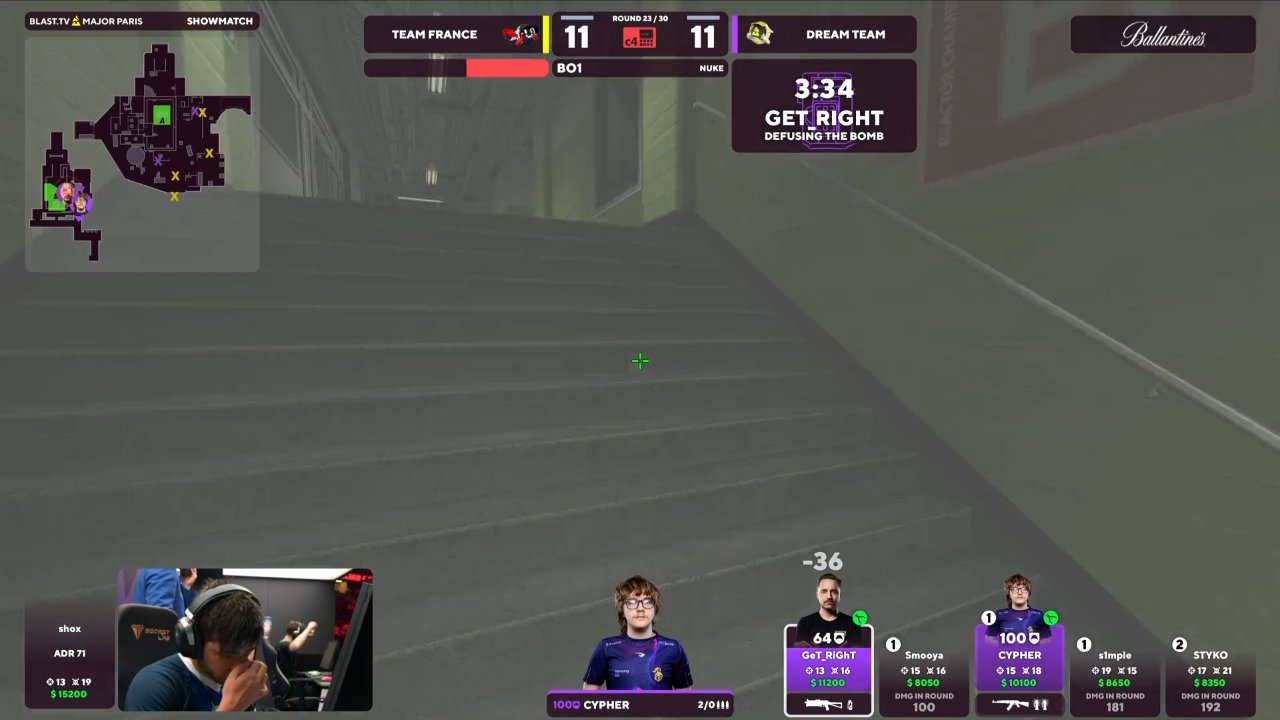 BLAST.TV MAJOR PARIS
SHOWMATCH
TEAM FRANCE
11
ROUND 23 / 30
C4
11
DREAM TEAM
Ballantine's
BO1
NUKE
3:34
GET_RIGHT
DEFUSING THE BOMB
A
REACTOR CHMB
shox
ADR 71
13 19
$ 15200
SECRETLAB
100 CYPHER
2/0
-36
64
GeT_RiGhT
13 16
$ 11200
1
Smooya
15 16
$ 8050
DMG IN ROUND
100
1
100
CYPHER
15 18
$ 10100
1
s1mple
19 15
$ 8650
DMG IN ROUND
181
2
STYKO
17 21
$ 8350
DMG IN ROUND
192